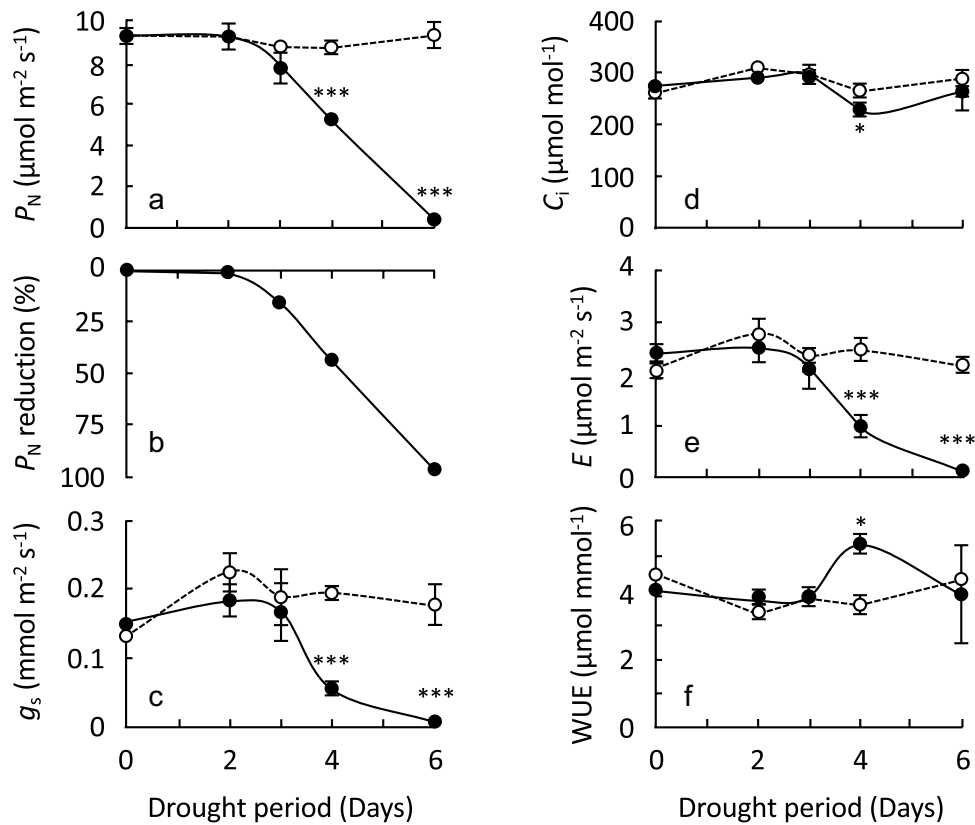 10
8
6
4
2
0
P_N (µmol m⁻² s⁻¹)
***
***
a
0
25
50
75
100
P_N reduction (%)
b
0.3
0.2
0.1
0
g_s (mmol m⁻² s⁻¹)
***
***
c
0 2 4 6
Drought period (Days)
400
300
200
100
0
C_i (µmol mol⁻¹)
*
d
4
3
2
1
0
E (µmol m⁻² s⁻¹)
***
***
e
6
4
2
0
WUE (µmol mmol⁻¹)
*
f
0 2 4 6
Drought period (Days)